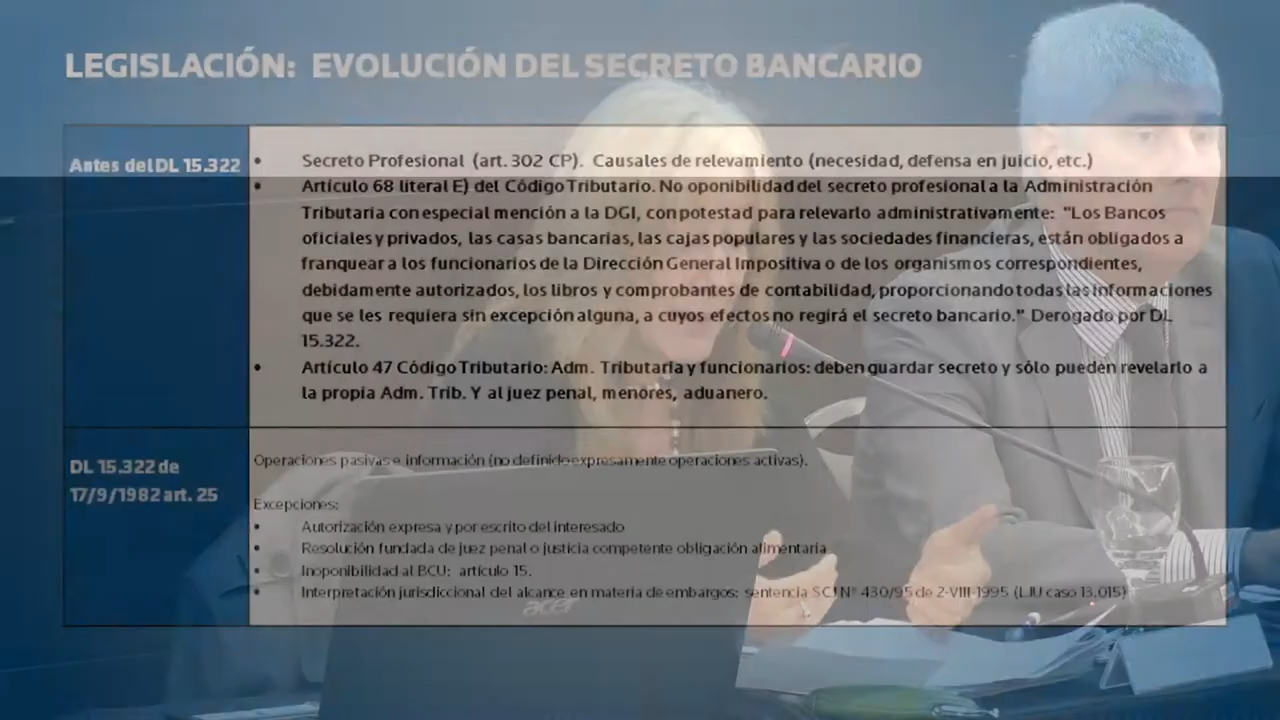 LEGISLACIÓN: EVOLUCIÓN DEL SECRETO BANCARIO
Antes del DL 15.322
• Secreto Profesional (art. 302 CP). Causales de relevamiento (necesidad, defensa en juicio, etc.)
• Artículo 68 literal E) del Código Tributario. No oponibilidad del secreto profesional a la Administración
Tributaria con especial mención a la DGI, con potestad para relevarlo administrativamente: "Los Bancos
oficiales y privados, las casas bancarias, las cajas populares y las sociedades financieras, están obligados a
franquear a los funcionarios de la Dirección General Impositiva o de los organismos correspondientes,
debidamente autorizados, los libros y comprobantes de contabilidad, proporcionando todas las informaciones
que se les requiera sin excepción alguna, a cuyos efectos no regirá el secreto bancario." Derogado por DL
15.322.
• Artículo 47 Código Tributario: Adm. Tributaria y funcionarios: deben guardar secreto y sólo pueden revelarlo a
la propia Adm. Trib. Y al juez penal, menores, aduanero.
DL 15.322 de
17/9/1982 art. 25
Operaciones pasivas e información (no definido expresamente operaciones activas).
Excepciones:
• Autorización expresa y por escrito del interesado
• Resolución fundada de juez penal o justicia competente obligación alimentaria
• Inoponibilidad al BCU: artículo 15.
• Interpretación jurisdiccional del alcance en materia de embargos: sentencia SCJ N° 430/95 de 2-VIII-1995 (LJU caso 13,015)
acer